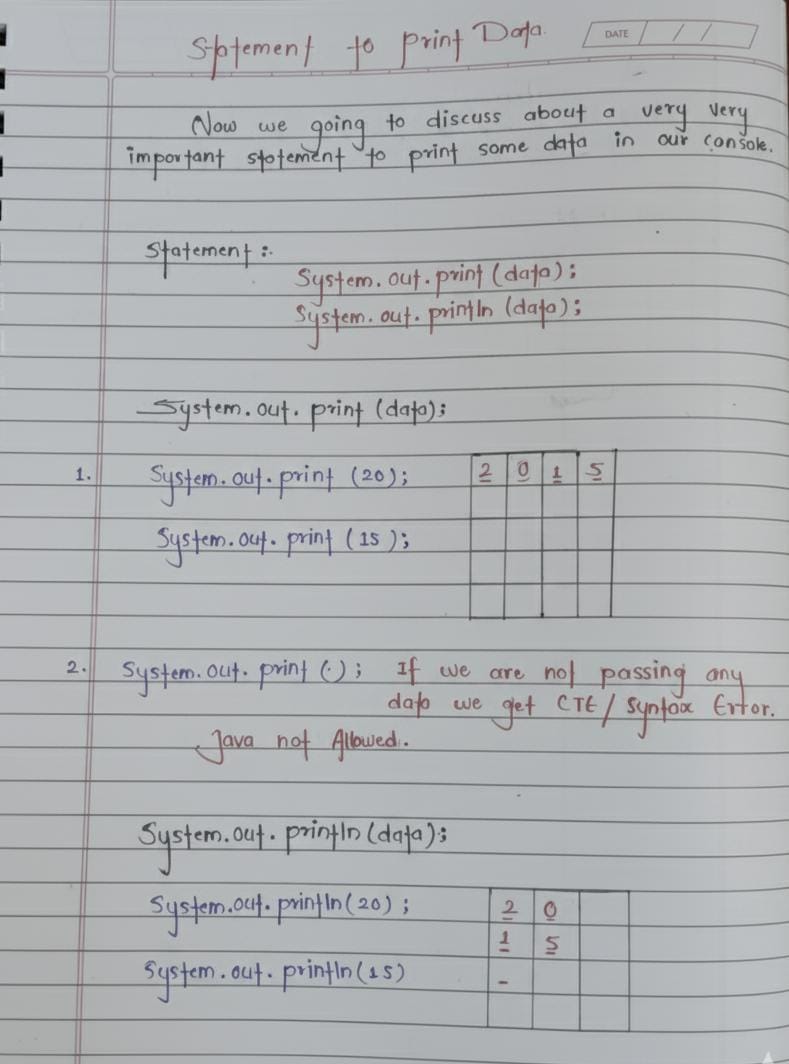 Statement to print Data.
DATE / /
Now we going to discuss about a very very
important statement to print some data in our console.
Statement :-
System.out.print (data);
System.out.println (data);
System.out.print (data);
1. System.out.print (20);
2 0 1 5
System.out.print (15);
2. System.out.print (.); If we are not passing any
data we get CTE / Syntax Error.
Java not Allowed.
System.out.println (data);
System.out.println(20);
2 0
1 5
System.out.println(15)
-